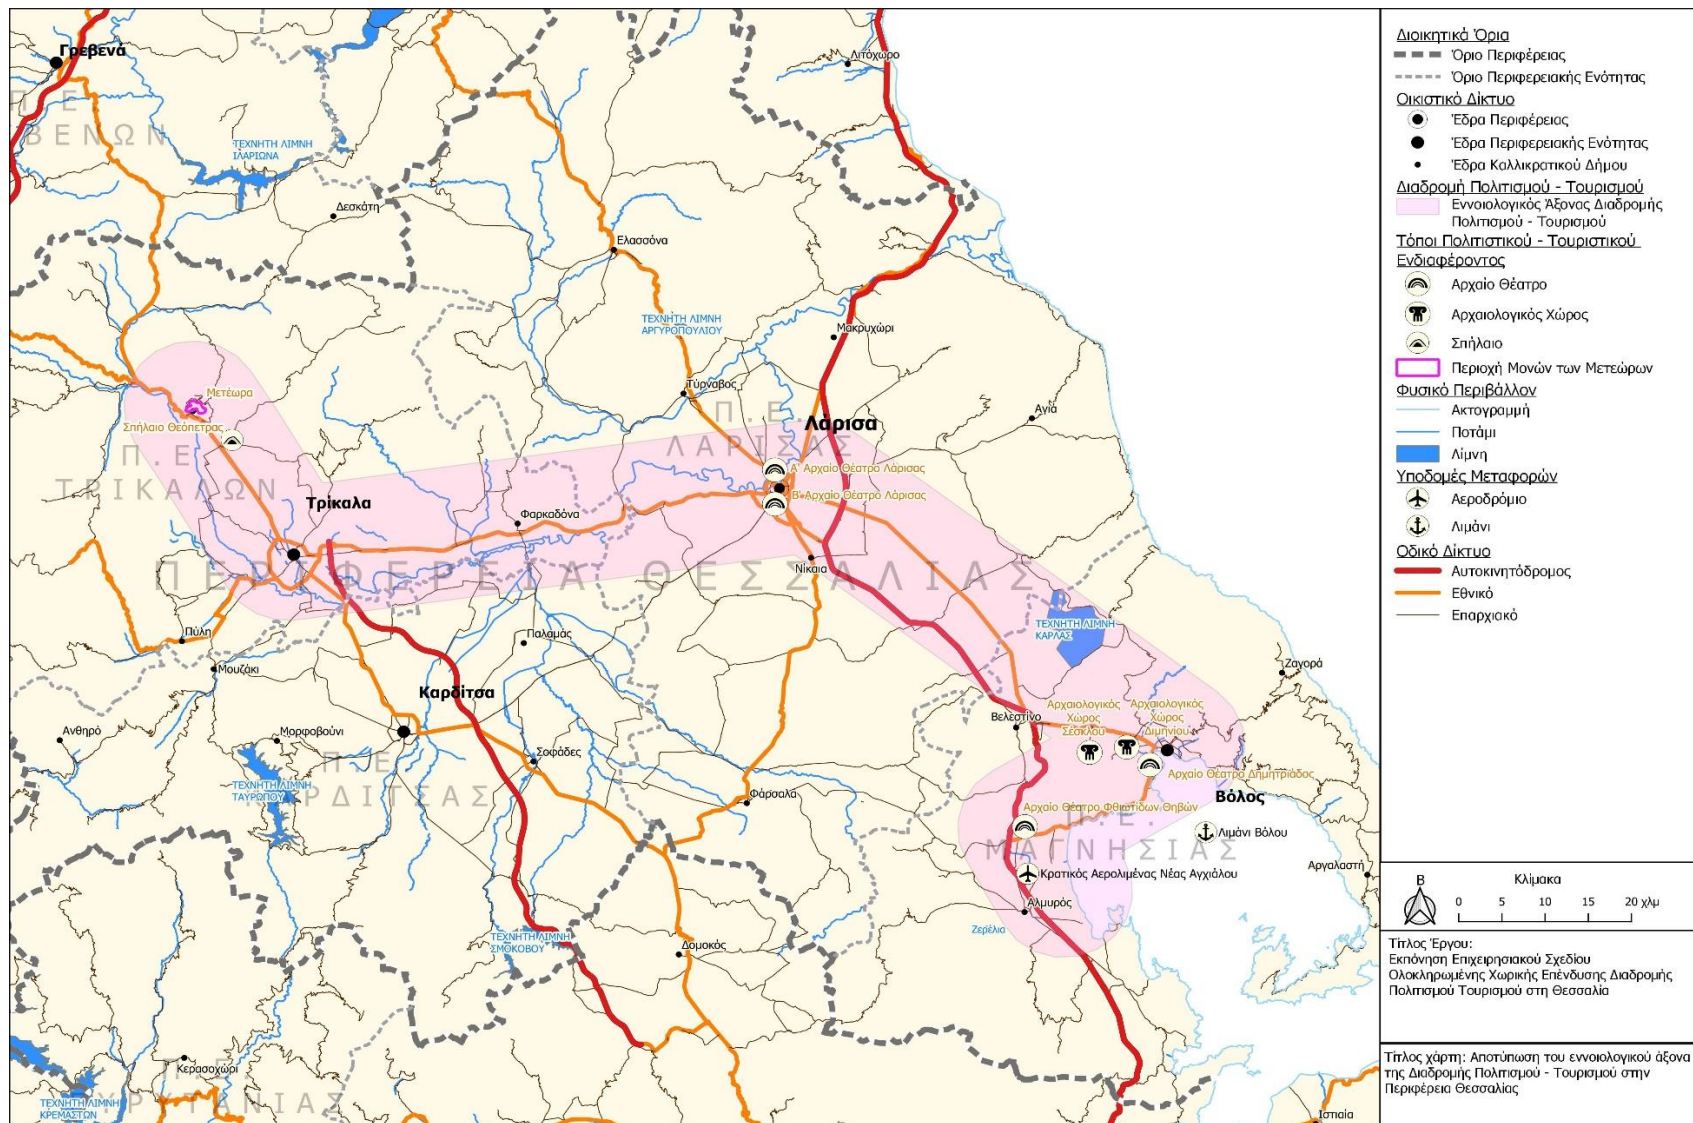 Γρεβενά
Π.Ε.
ΒΕΝΩΝ
ΤΕΧΝΗΤΗ ΛΙΜΝΗ
ΙΛΑΡΙΩΝΑ
Δεσκάτη
Λιτόχωρο
Ελασσόνα
ΤΕΧΝΗΤΗ ΛΙΜΝΗ
ΑΡΓΥΡΟΠΟΥΛΙΟΥ
Μακρυχώρι
Τύρναβος
Π.Ε.
ΛΑΡΙΣΑΣ
Λάρισα
Αγιά
Μετέωρα
Σπήλαιο Θεόπετρας
Π.Ε
ΤΡΙΚΑΛΩΝ
Τρίκαλα
Α' Αρχαίο Θέατρο Λάρισας
Β' Αρχαίο Θέατρο Λάρισας
Φαρκαδόνα
Νίκαια
ΠΕΡΙΦΕΡΕΙΑ ΘΕΣΣΑΛΙΑΣ
Πύλη
Παλαμάς
ΤΕΧΝΗΤΗ ΛΙΜΝΗ
ΚΑΡΛΑΣ
Μουζάκι
Ζαγορά
Καρδίτσα
Ανθηρό
Μορφοβούνι
Π.Ε.
ΡΔΙΤΣΑΣ
ΤΕΧΝΗΤΗ ΛΙΜΝΗ
ΤΑΥΡΩΠΟΥ
Σοφάδες
Φάρσαλα
Βελεστίνο
Αρχαιολογικός
Χώρος
Σέσκλου
Αρχαιολογικός
Χώρος
Διμηνίου
Αρχαίο Θέατρο Δημητριάδος
Βόλος
Αρχαίο Θέατρο Φθιωτίδων Θηβών
Π.Ε.
ΜΑΓΝΗΣΙΑΣ
Λιμάνι Βόλου
Κρατικός Αερολιμένας Νέας Αγχιάλου
Αργαλαστή
Αλμυρός
Ζερέλια
ΤΕΧΝΗΤΗ ΛΙΜΝΗ
ΣΜΟΚΟΒΟΥ
Δομοκός
Κερασοχώρι
Π.Ε.
ΥΡΥΤΑΝΙΑΣ
ΤΕΧΝΗΤΗ ΛΙΜΝΗ
ΚΡΕΜΑΣΤΩΝ
Ιστιαία
Διοικητικά Όρια
Όριο Περιφέρειας
Όριο Περιφερειακής Ενότητας
Οικιστικό Δίκτυο
Έδρα Περιφέρειας
Έδρα Περιφερειακής Ενότητας
Έδρα Καλλικρατικού Δήμου
Διαδρομή Πολιτισμού - Τουρισμού
Εννοιολογικός Άξονας Διαδρομής
Πολιτισμού - Τουρισμού
Τόποι Πολιτιστικού - Τουριστικού
Ενδιαφέροντος
Αρχαίο Θέατρο
Αρχαιολογικός Χώρος
Σπήλαιο
Περιοχή Μονών των Μετεώρων
Φυσικό Περιβάλλον
Ακτογραμμή
Ποτάμι
Λίμνη
Υποδομές Μεταφορών
Αεροδρόμιο
Λιμάνι
Οδικό Δίκτυο
Αυτοκινητόδρομος
Εθνικό
Επαρχιακό
Β
Κλίμακα
0 5 10 15 20 χλμ
Τίτλος Έργου:
Εκπόνηση Επιχειρησιακού Σχεδίου
Ολοκληρωμένης Χωρικής Επένδυσης Διαδρομής
Πολιτισμού Τουρισμού στη Θεσσαλία
Τίτλος χάρτη: Αποτύπωση του εννοιολογικού άξονα
της Διαδρομής Πολιτισμού - Τουρισμού στην
Περιφέρεια Θεσσαλίας